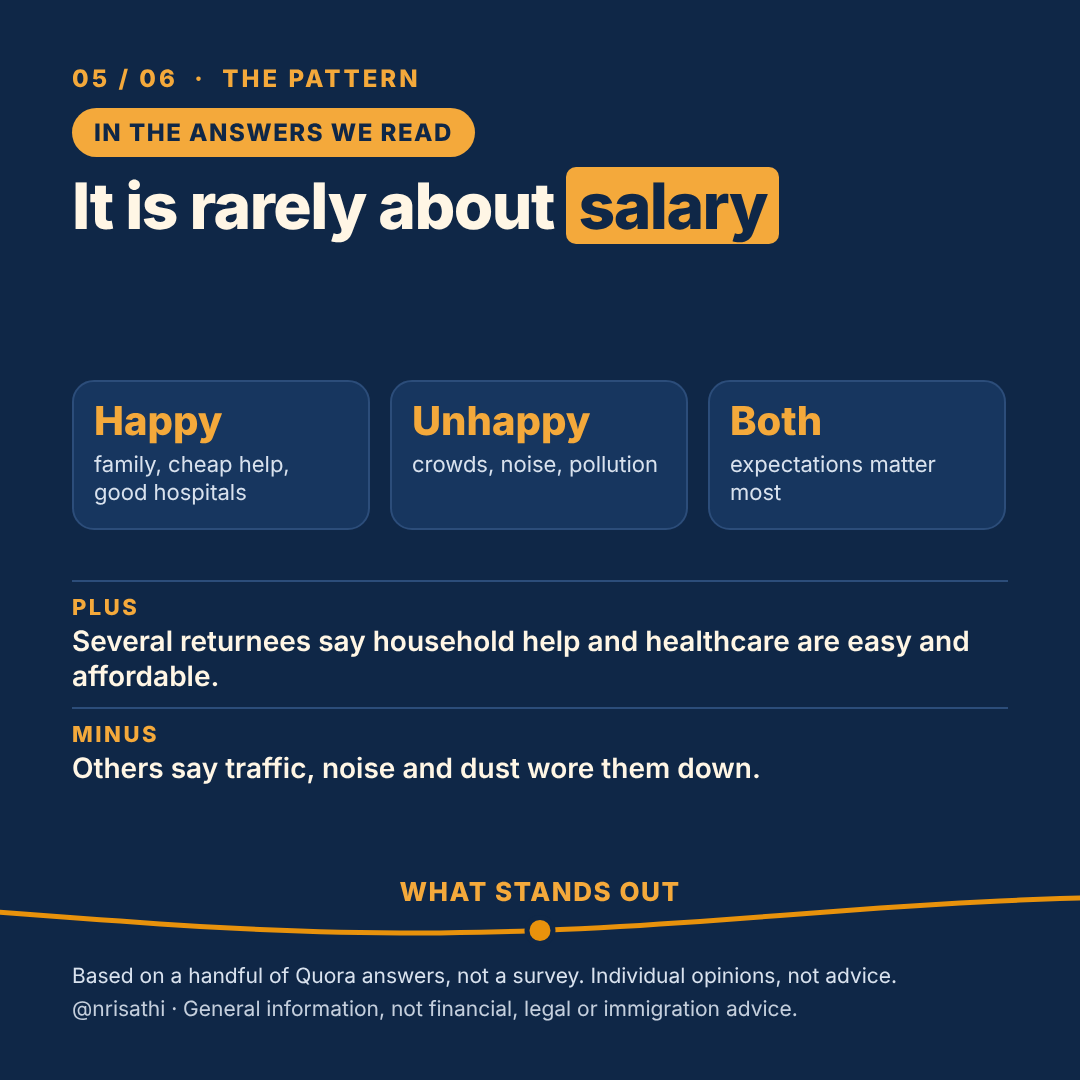 05 / 06 · THE PATTERN
IN THE ANSWERS WE READ
It is rarely about salary
Happy
family, cheap help,
good hospitals
Unhappy
crowds, noise, pollution
Both
expectations matter
most
PLUS
Several returnees say household help and healthcare are easy and
affordable.
MINUS
Others say traffic, noise and dust wore them down.
WHAT STANDS OUT
Based on a handful of Quora answers, not a survey. Individual opinions, not advice.
@nrisathi · General information, not financial, legal or immigration advice.